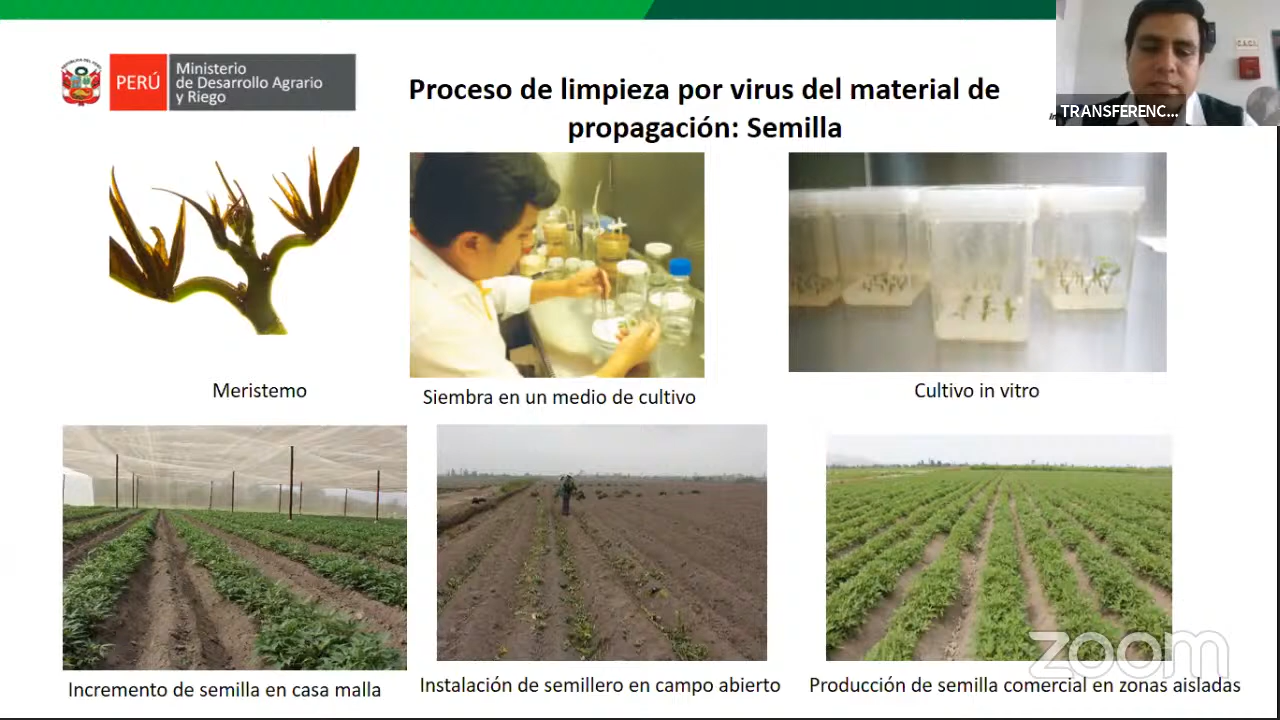 PERÚ
Ministerio
de Desarrollo Agrario
y Riego
Proceso de limpieza por virus del material de
propagación: Semilla
TRANSFERENC...
Meristemo
Siembra en un medio de cultivo
Cultivo in vitro
Incremento de semilla en casa malla
Instalación de semillero en campo abierto
Producción de semilla comercial en zonas aisladas
zoom